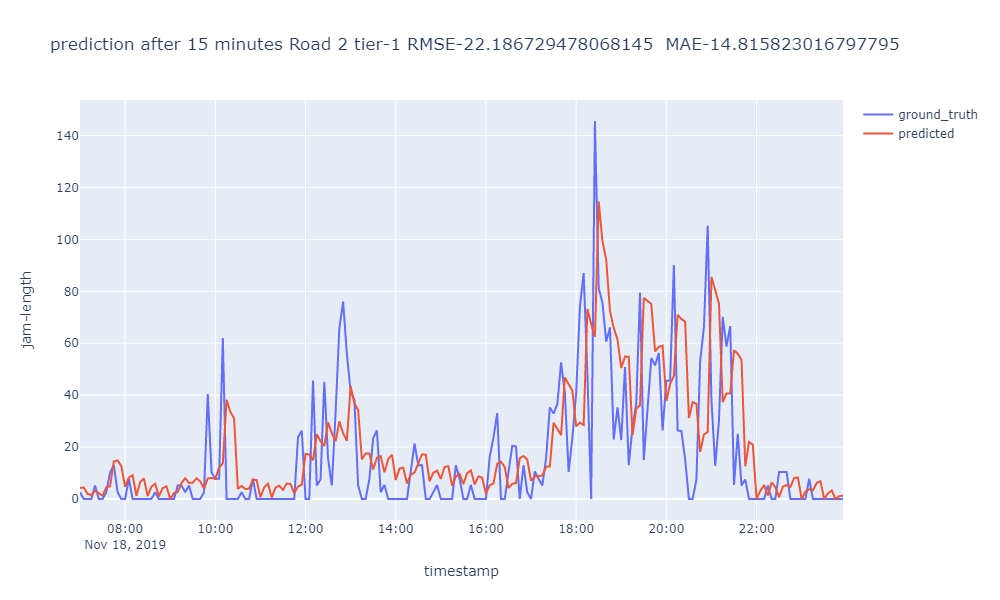 prediction after 15 minutes Road 2 tier-1 RMSE-22.186729478068145  MAE-14.815823016797795
ground_truth
predicted
140
120
100
80
60
40
20
0
jam-length
08:00 10:00 12:00 14:00 16:00 18:00 20:00 22:00
Nov 18, 2019
timestamp